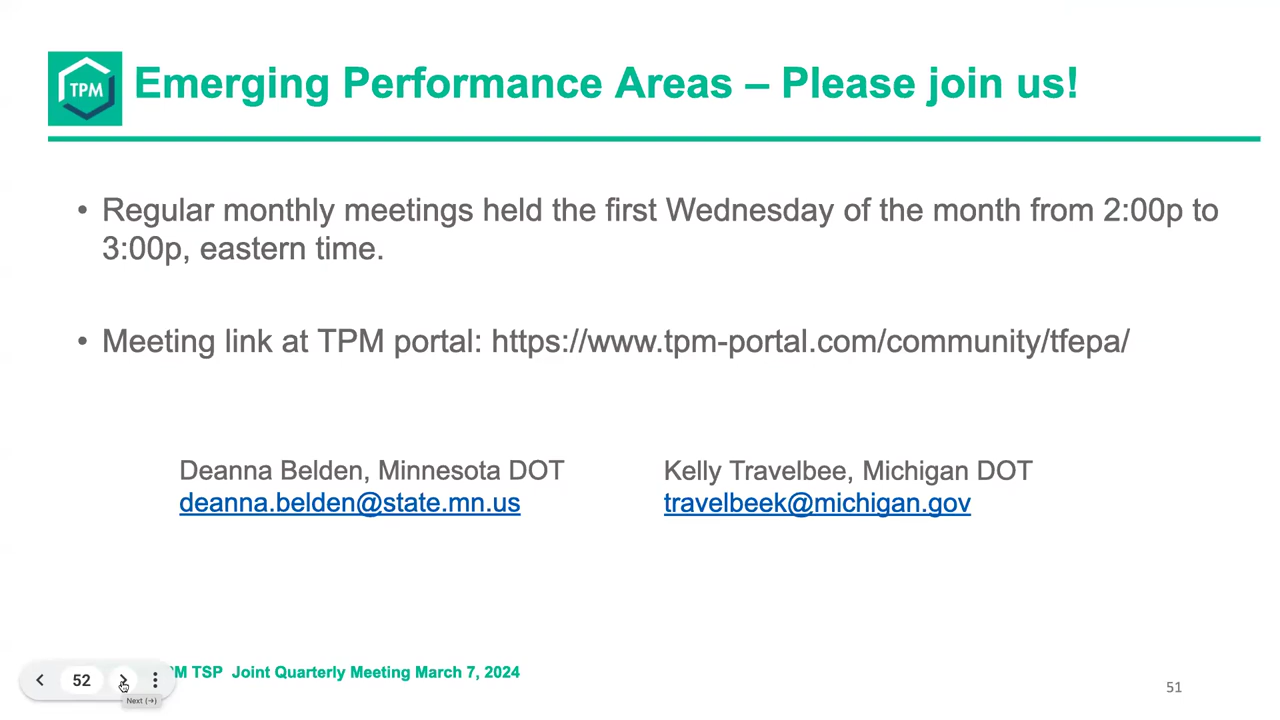 TPM
Emerging Performance Areas – Please join us!
• Regular monthly meetings held the first Wednesday of the month from 2:00p to
3:00p, eastern time.
• Meeting link at TPM portal: https://www.tpm-portal.com/community/tfepa/
Deanna Belden, Minnesota DOT
deanna.belden@state.mn.us
Kelly Travelbee, Michigan DOT
travelbeek@michigan.gov
TSP Joint Quarterly Meeting March 7, 2024
52
Next (→)
51